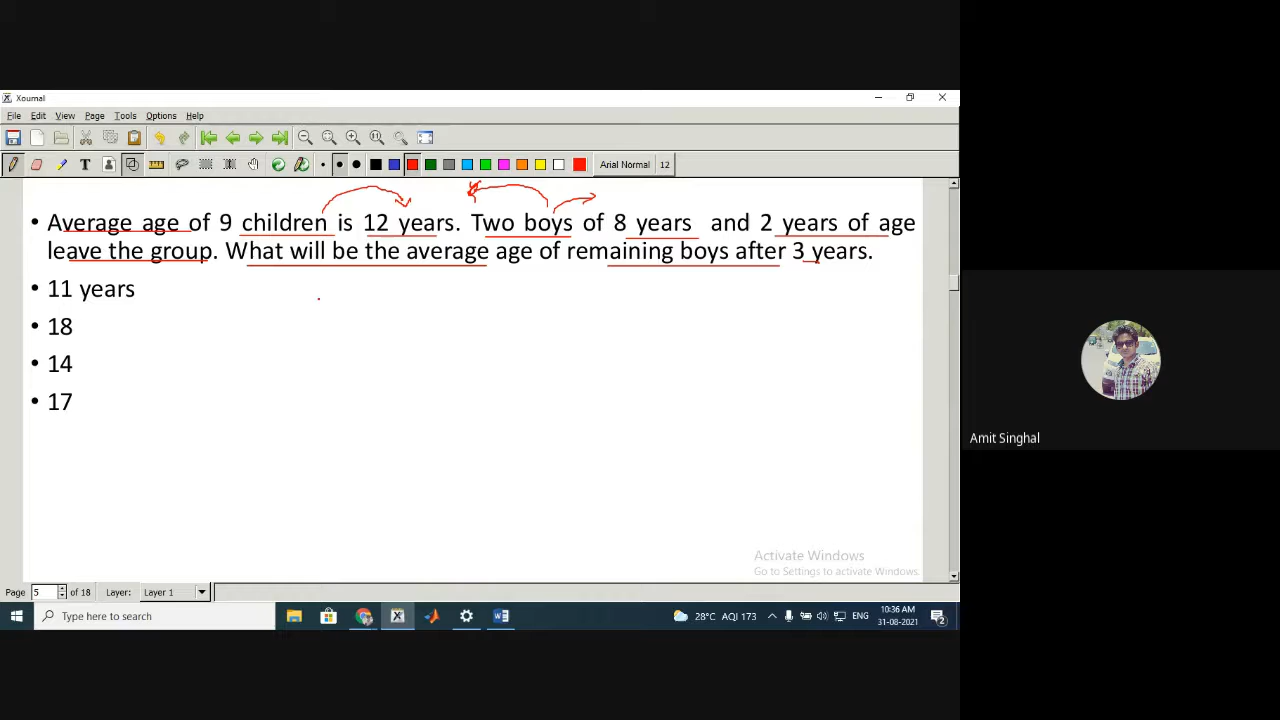 Xournal
File Edit View Page Tools Options Help
Arial Normal 12
• Average age of 9 children is 12 years. Two boys of 8 years and 2 years of age
leave the group. What will be the average age of remaining boys after 3 years.
• 11 years
• 18
• 14
• 17
Amit Singhal
Activate Windows
Go to Settings to activate Windows.
Page 5 of 18 Layer: Layer 1
Type here to search
28°C AQI 173
ENG
10:36 AM
31-08-2021
2